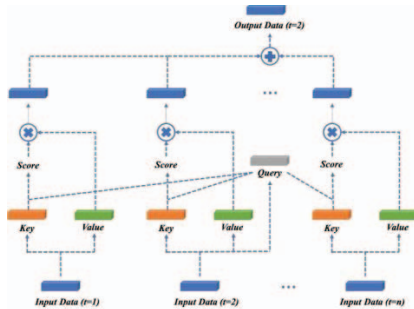 Output Data (t=2)
...
Score
Score
Score
Query
Key
Value
Key
Value
Key
Value
...
Input Data (t=1)
Input Data (t=2)
Input Data (t=n)